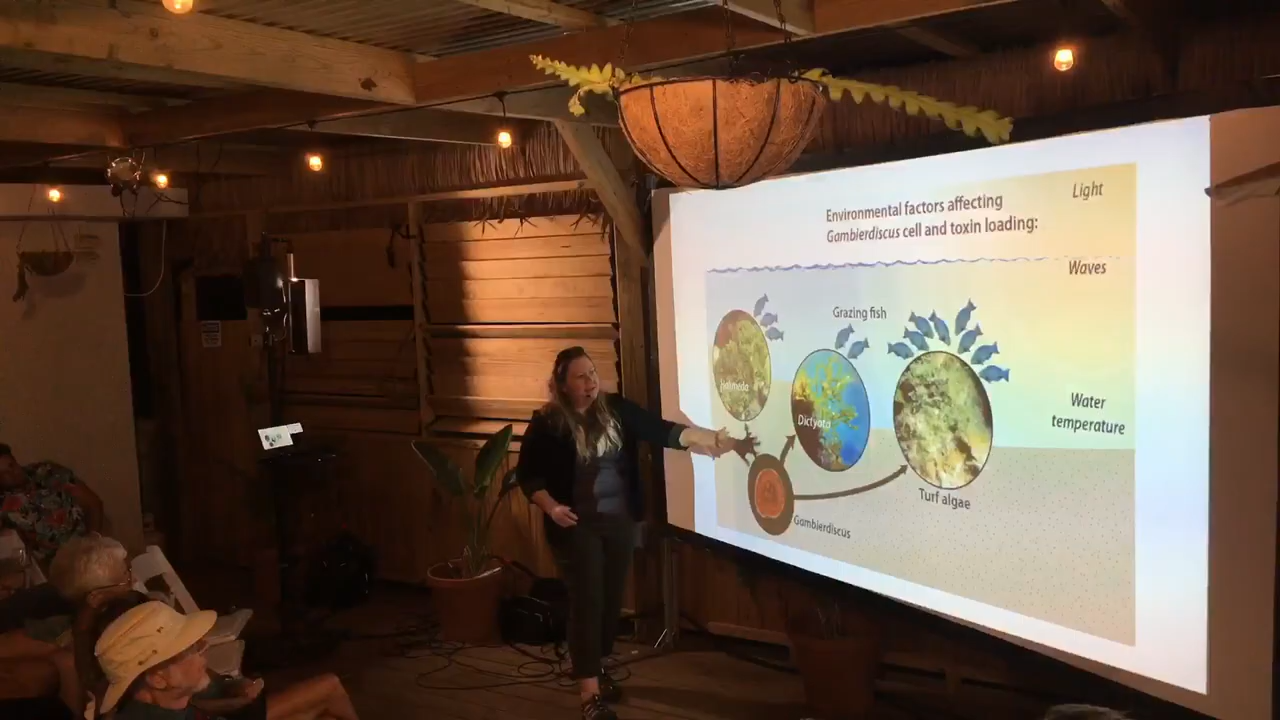 Light
Environmental factors affecting
Gambierdiscus cell and toxin loading:
Waves
Grazing fish
Halimeda
Dictyota
Water
temperature
Turf algae
Gambierdiscus